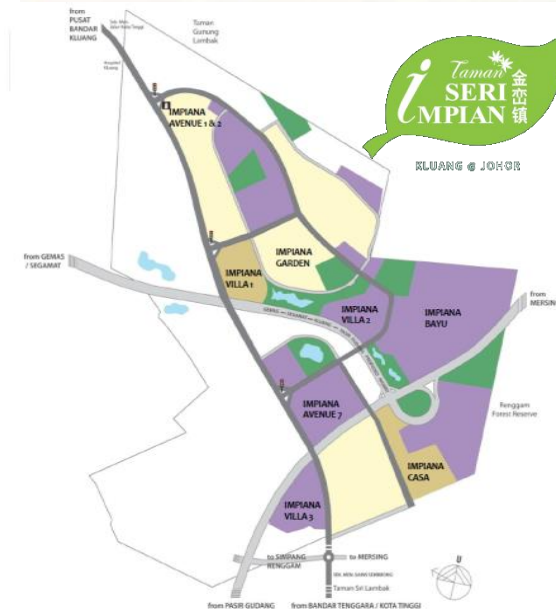 from
PUSAT
BANDAR
KLUANG
Taman
Gunung
Lambak
Taman
SERI
iMPIAN
金峦镇
KLUANG @ JOHOR
IMPIANA
AVENUE 1 & 2
from GEMAS
/ SEGAMAT
IMPIANA
GARDEN
IMPIANA
VILLA 1
IMPIANA
VILLA 2
IMPIANA
BAYU
from
MERSING
IMPIANA
AVENUE 7
Renggam
Forest Reserve
IMPIANA
CASA
IMPIANA
VILLA 3
to SIMPANG
RENGGAM
to MERSING
Taman Sri Lambak
from PASIR GUDANG
from BANDAR TENGGARA / KOTA TINGGI
U